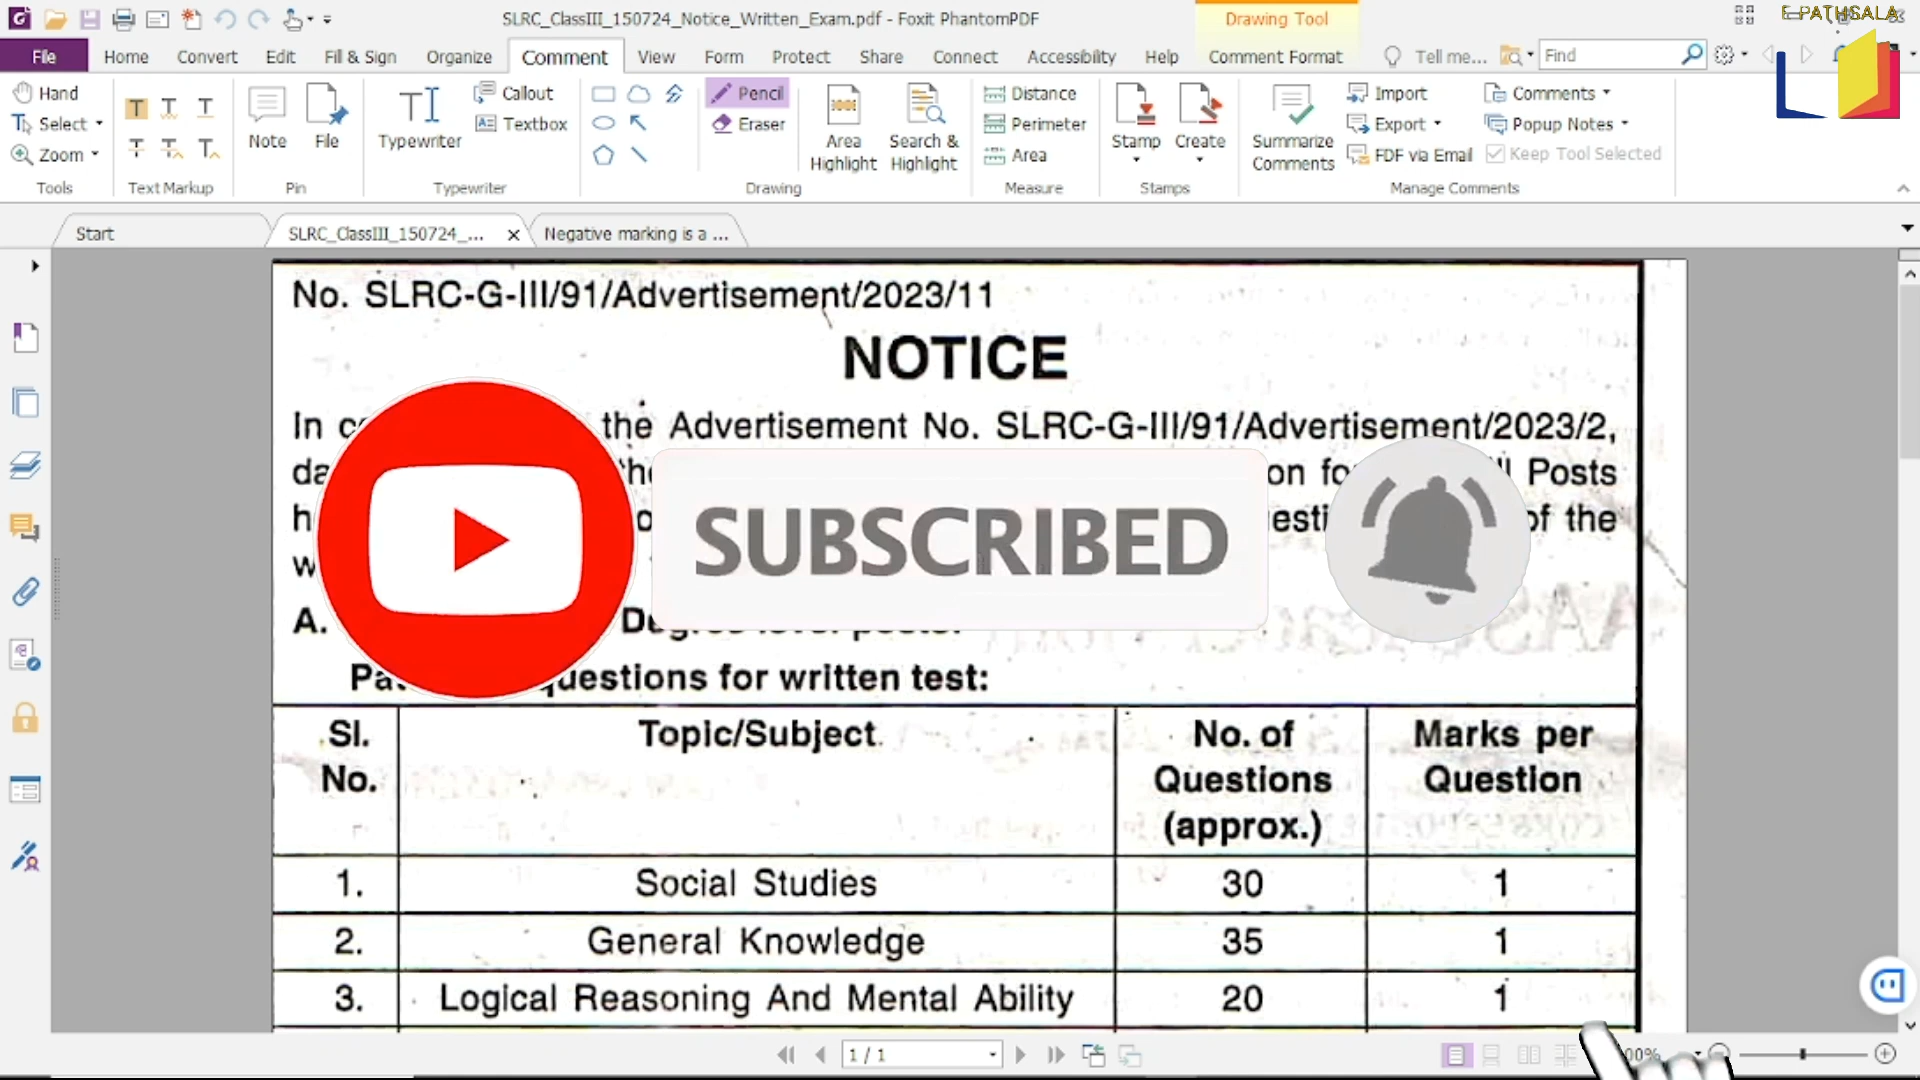 SLRC_ClassIII_150724_Notice_Written_Exam.pdf - Foxit PhantomPDF
Drawing Tool
E-PATHSALA
File Home Convert Edit Fill & Sign Organize Comment View Form Protect Share Connect Accessibility Help Comment Format Tell me... Find
Hand
Select
Zoom
Tools
Text Markup
Note
File
Pin
Typewriter
Callout
Textbox
Typewriter
Pencil
Eraser
Drawing
Area Highlight
Search & Highlight
Distance
Perimeter
Area
Measure
Stamp
Create
Stamps
Summarize Comments
Import
Export
FDF via Email
Comments
Popup Notes
Keep Tool Selected
Manage Comments
Start
SLRC_ClassIII_150724_...
Negative marking is a ...
No. SLRC-G-III/91/Advertisement/2023/11
NOTICE
the Advertisement No. SLRC-G-III/91/Advertisement/2023/2,
Posts
of the
SUBSCRIBED
A.
questions for written test:
Sl. No. Topic/Subject No. of Questions (approx.) Marks per Question
1. Social Studies 30 1
2. General Knowledge 35 1
3. Logical Reasoning And Mental Ability 20 1
1 / 1